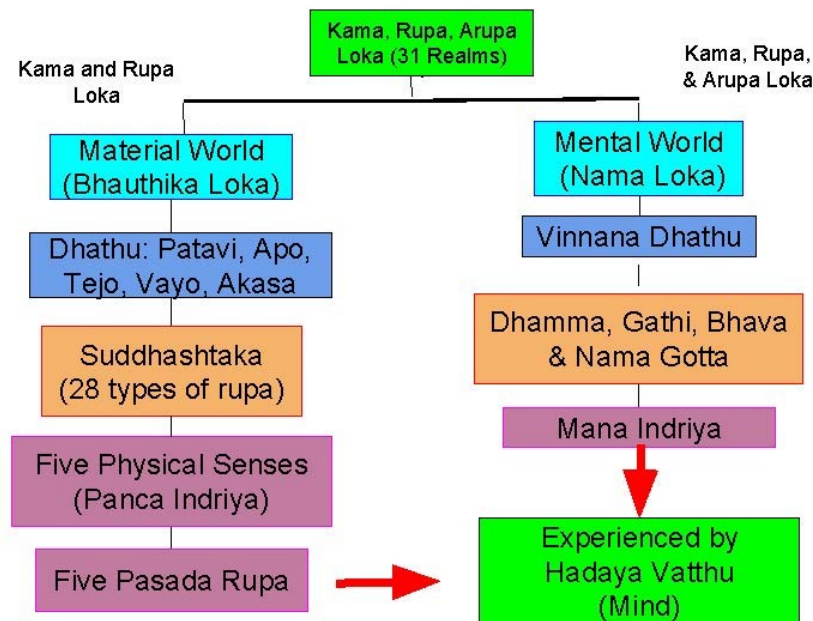 Kama, Rupa, Arupa
Loka (31 Realms)
Kama and Rupa
Loka
Kama, Rupa,
& Arupa Loka
Material World
(Bhauthika Loka)
Mental World
(Nama Loka)
Dhathu: Patavi, Apo,
Tejo, Vayo, Akasa
Vinnana Dhathu
Suddhashtaka
(28 types of rupa)
Dhamma, Gathi, Bhava
& Nama Gotta
Five Physical Senses
(Panca Indriya)
Mana Indriya
Five Pasada Rupa
Experienced by
Hadaya Vatthu
(Mind)